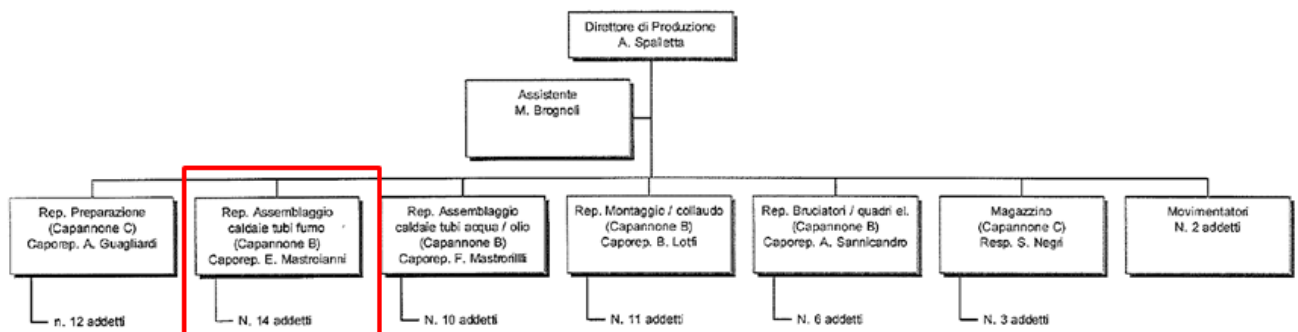 Direttore di Produzione
A. Spalletta
Assistente
M. Brognoli
Rep. Preparazione
(Capannone C)
Caporep. A. Guagliardi
n. 12 addetti
Rep. Assemblaggio
caldaie tubi fumo
(Capannone B)
Caporep. E. Mastroianni
N. 14 addetti
Rep. Assemblaggio
caldaie tubi acqua / olio
(Capannone B)
Caporep. F. Mastrorillli
N. 10 addetti
Rep. Montaggio / collaudo
(Capannone B)
Caporep. B. Lotfi
N. 11 addetti
Rep. Bruciatori / quadri el.
(Capannone B)
Caporep. A. Sannicandro
N. 6 addetti
Magazzino
(Capannone C)
Resp. S. Negri
N. 3 addetti
Movimentatori
N. 2 addetti